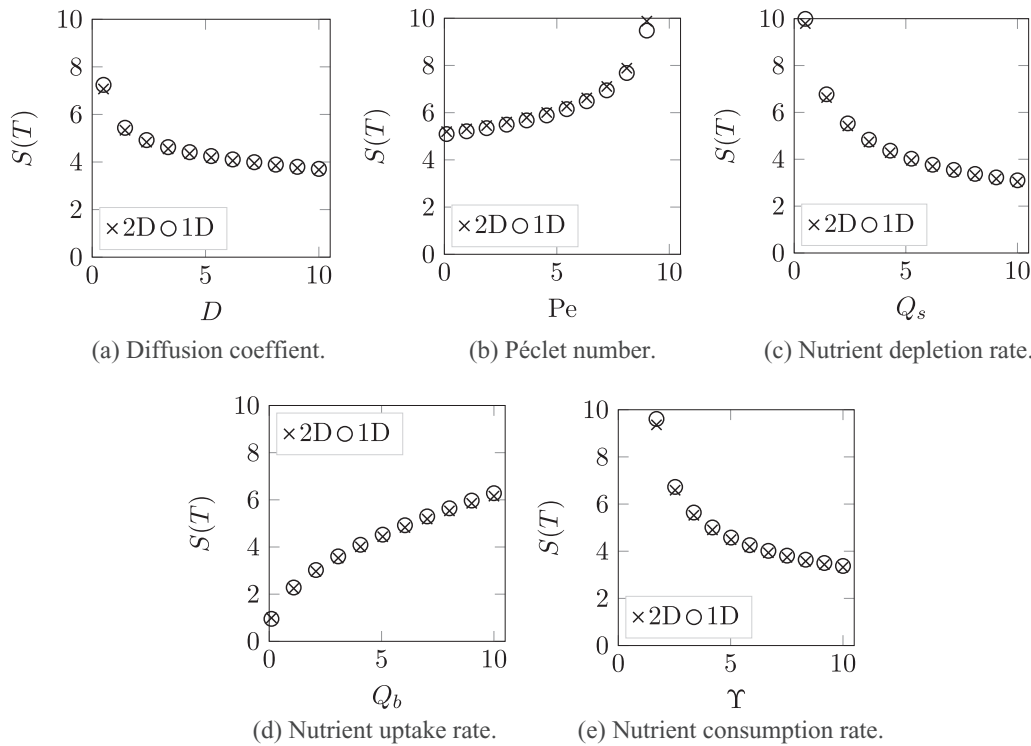 10
8
6
4
2
0
S(T)
× 2D ○ 1D
0 5 10
D
(a) Diffusion coeffient.
10
8
6
4
2
0
S(T)
× 2D ○ 1D
0 5 10
Pe
(b) Péclet number.
10
8
6
4
2
0
S(T)
0 5 10
Q_s
(c) Nutrient depletion rate.
10
8
6
4
2
0
S(T)
× 2D ○ 1D
0 5 10
Q_b
(d) Nutrient uptake rate.
10
8
6
4
2
0
S(T)
× 2D ○ 1D
0 5 10
ϒ
(e) Nutrient consumption rate.